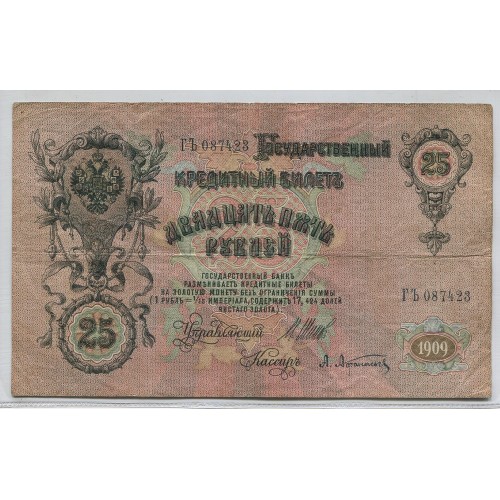 ГЪ 087423
Государственный
25
Кредитный Билетъ
Двадцать Пять
Рублей
Государственный банкъ
размѣниваетъ кредитные билеты
на золотую монету безъ ограниченія суммы
(1 рубль = 1/15 имперіала, содержитъ 17,424 долей
чистаго золота).
ГЪ 087423
25
Управляющій
Кассиръ
1909